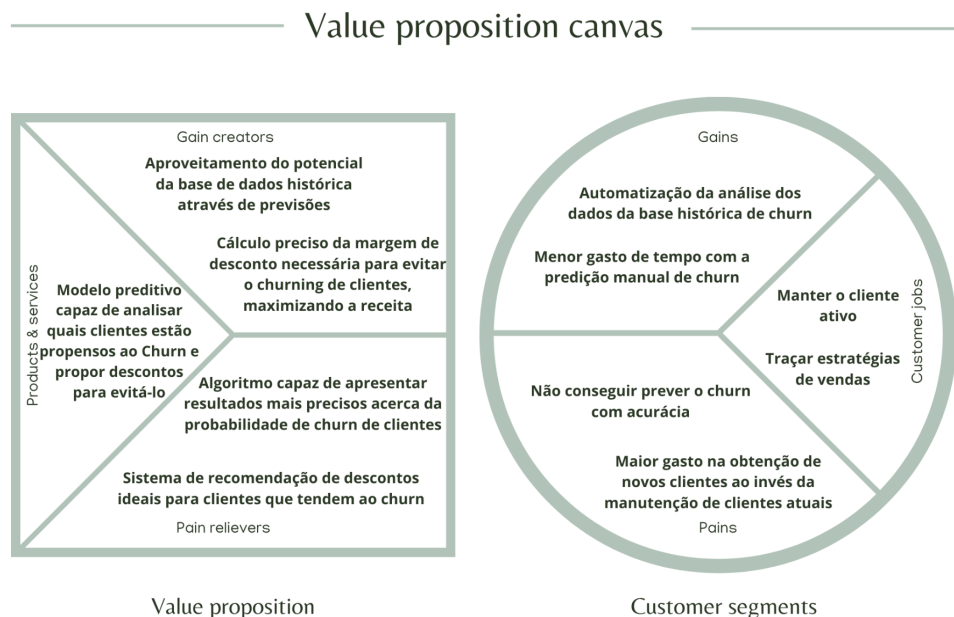 Value proposition canvas
Gain creators
Aproveitamento do potencial
da base de dados histórica
através de previsões
Cálculo preciso da margem de
desconto necessária para evitar
o churning de clientes,
maximizando a receita
Products & services
Modelo preditivo
capaz de analisar
quais clientes estão
propensos ao Churn e
propor descontos
para evitá-lo
Algoritmo capaz de apresentar
resultados mais precisos acerca da
probabilidade de churn de clientes
Sistema de recomendação de descontos
ideais para clientes que tendem ao churn
Pain relievers
Value proposition
Gains
Automatização da análise dos
dados da base histórica de churn
Menor gasto de tempo com a
predição manual de churn
Manter o cliente
ativo
Traçar estratégias
de vendas
Customer jobs
Não conseguir prever o churn
com acurácia
Maior gasto na obtenção de
novos clientes ao invés da
manutenção de clientes atuais
Pains
Customer segments